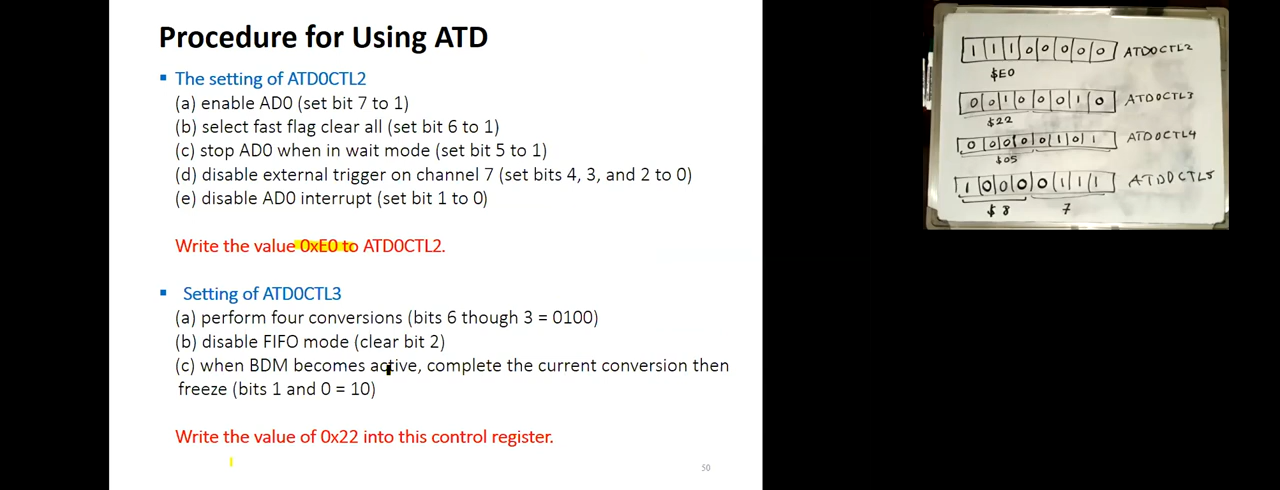 Procedure for Using ATD
▪ The setting of ATD0CTL2
(a) enable AD0 (set bit 7 to 1)
(b) select fast flag clear all (set bit 6 to 1)
(c) stop AD0 when in wait mode (set bit 5 to 1)
(d) disable external trigger on channel 7 (set bits 4, 3, and 2 to 0)
(e) disable AD0 interrupt (set bit 1 to 0)
Write the value 0xE0 to ATD0CTL2.
▪ Setting of ATD0CTL3
(a) perform four conversions (bits 6 though 3 = 0100)
(b) disable FIFO mode (clear bit 2)
(c) when BDM becomes active, complete the current conversion then
freeze (bits 1 and 0 = 10)
Write the value of 0x22 into this control register.
50
1 1 1 0 0 0 0 0 ATD0CTL2
$E0
0 0 1 0 0 0 1 0 ATD0CTL3
$22
0 0 0 0 0 1 0 1 ATD0CTL4
$05
1 0 0 0 0 1 1 1 ATD0CTL5
$8 7